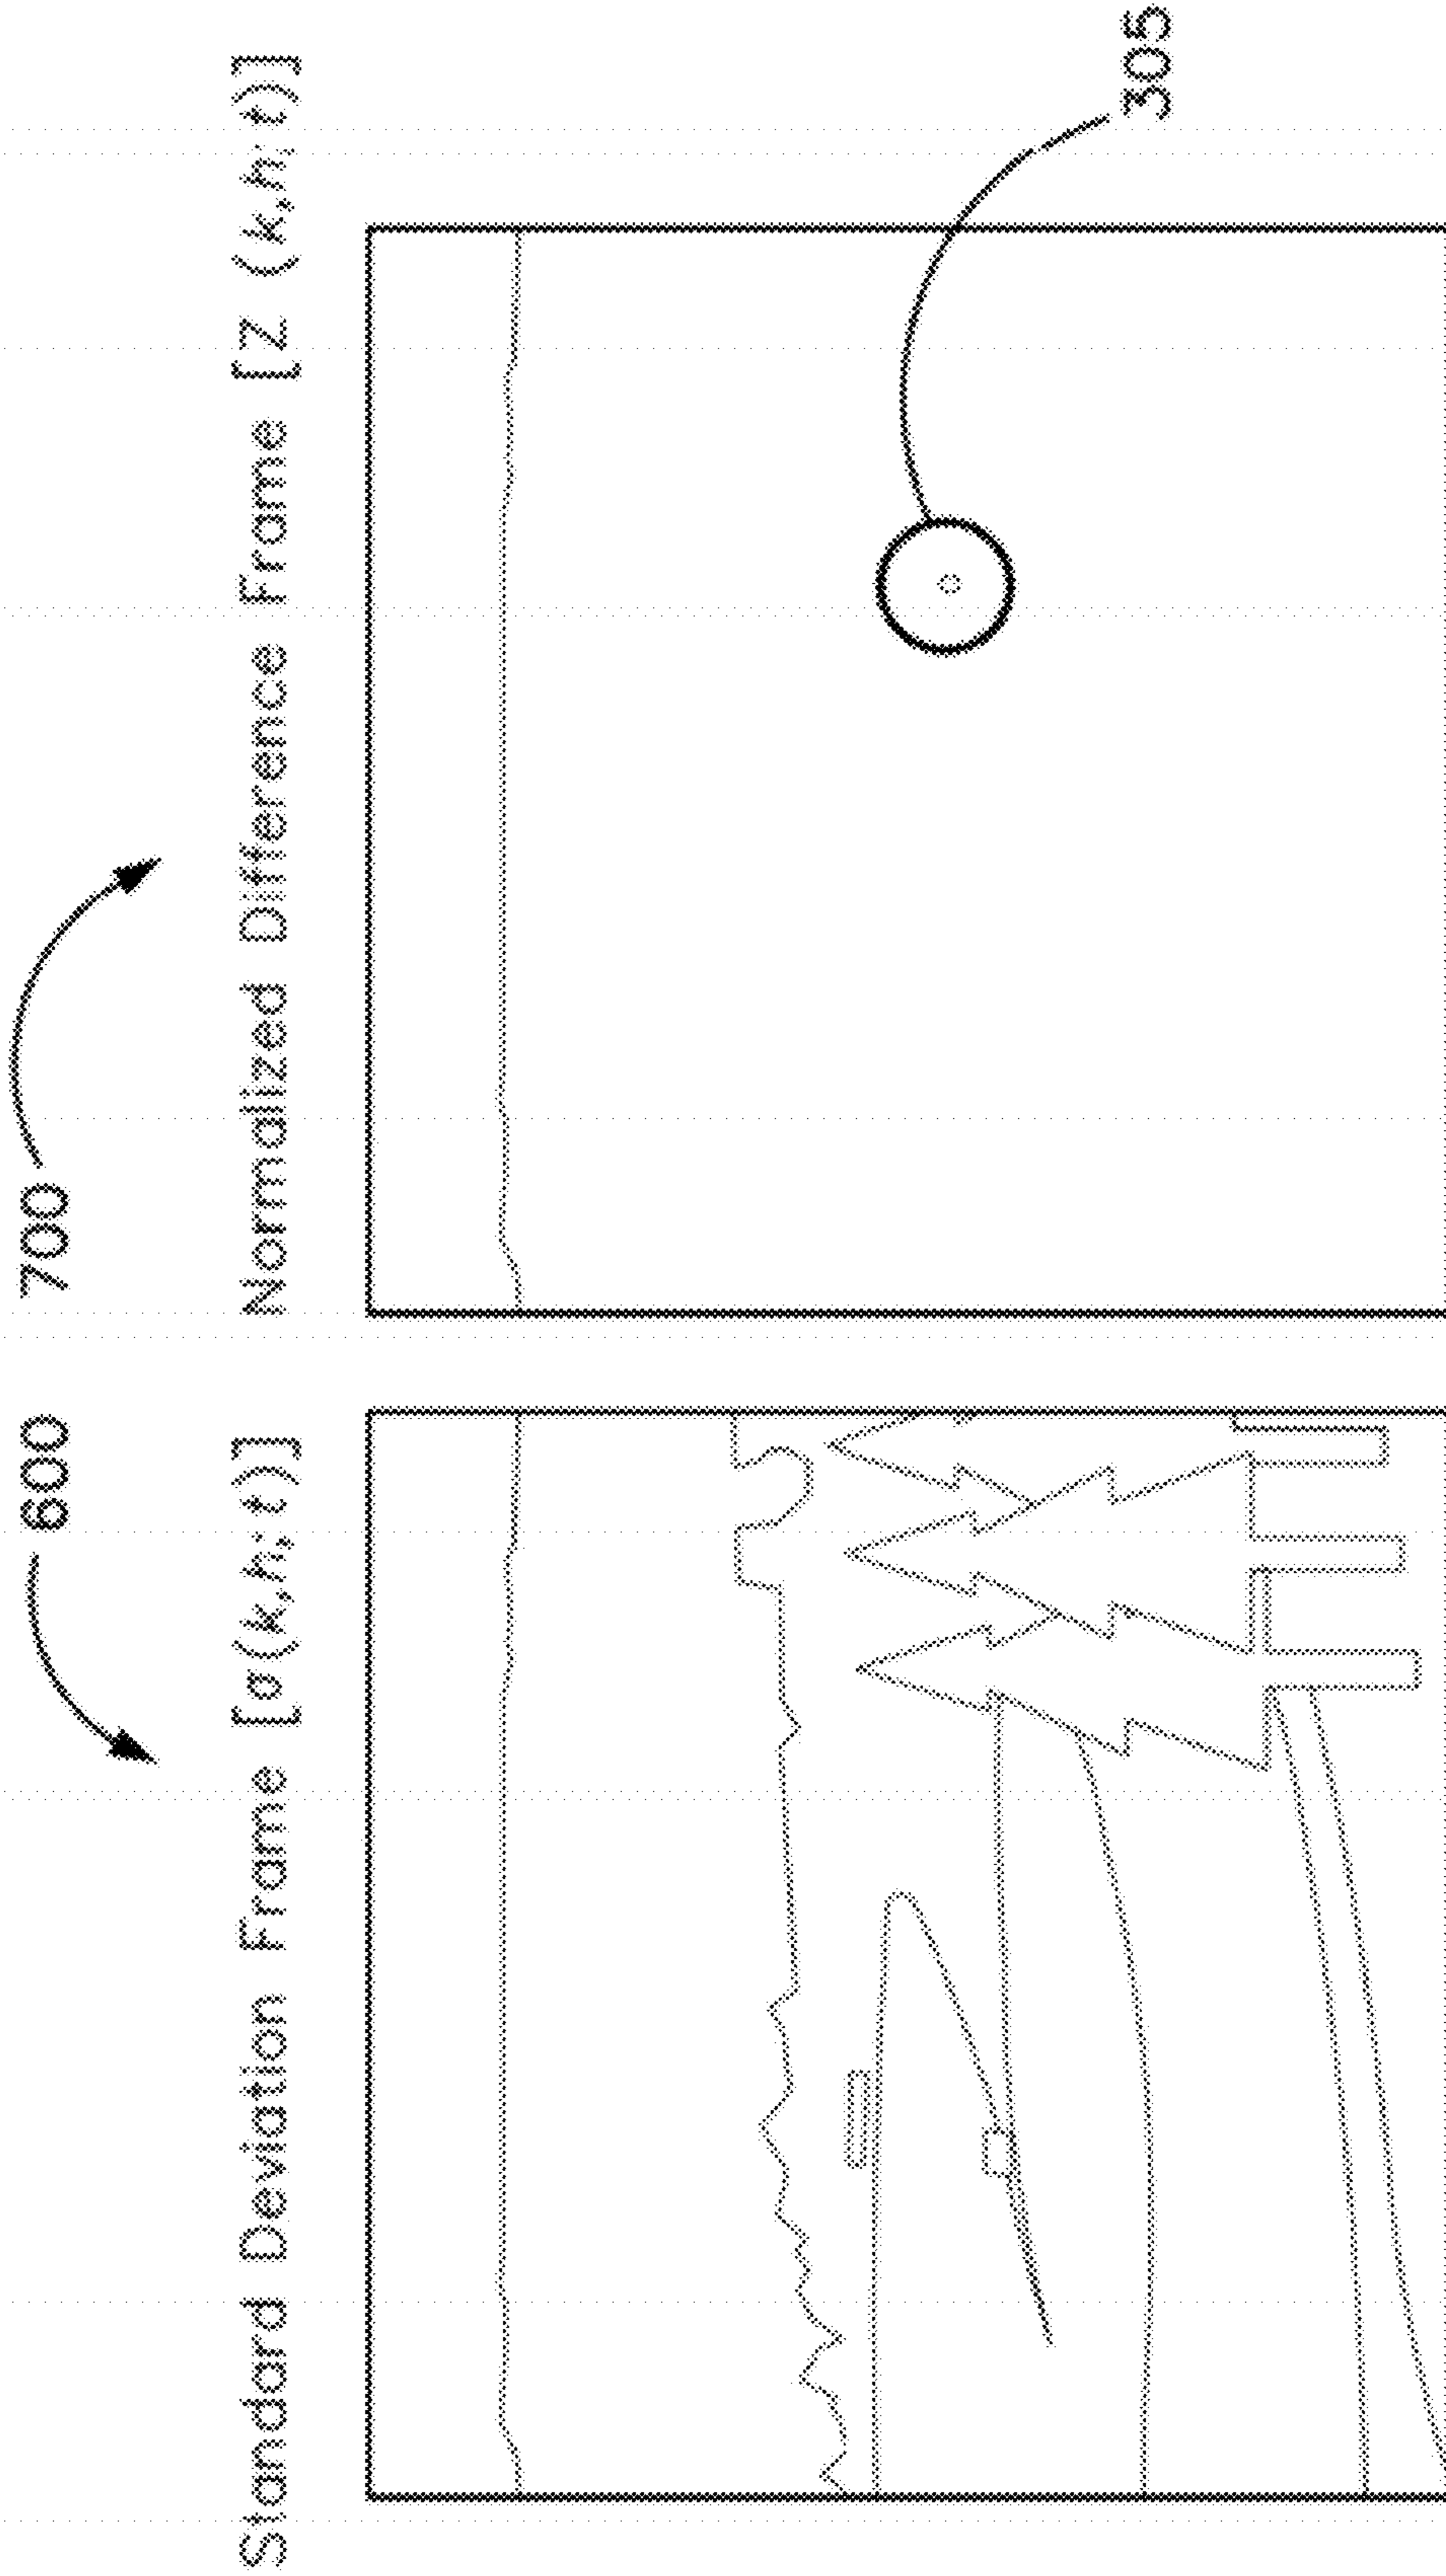 600
Standard Deviation Frame [σ(k,h; t)]
700
Normalized Difference Frame [Z (k,h; t)]
305